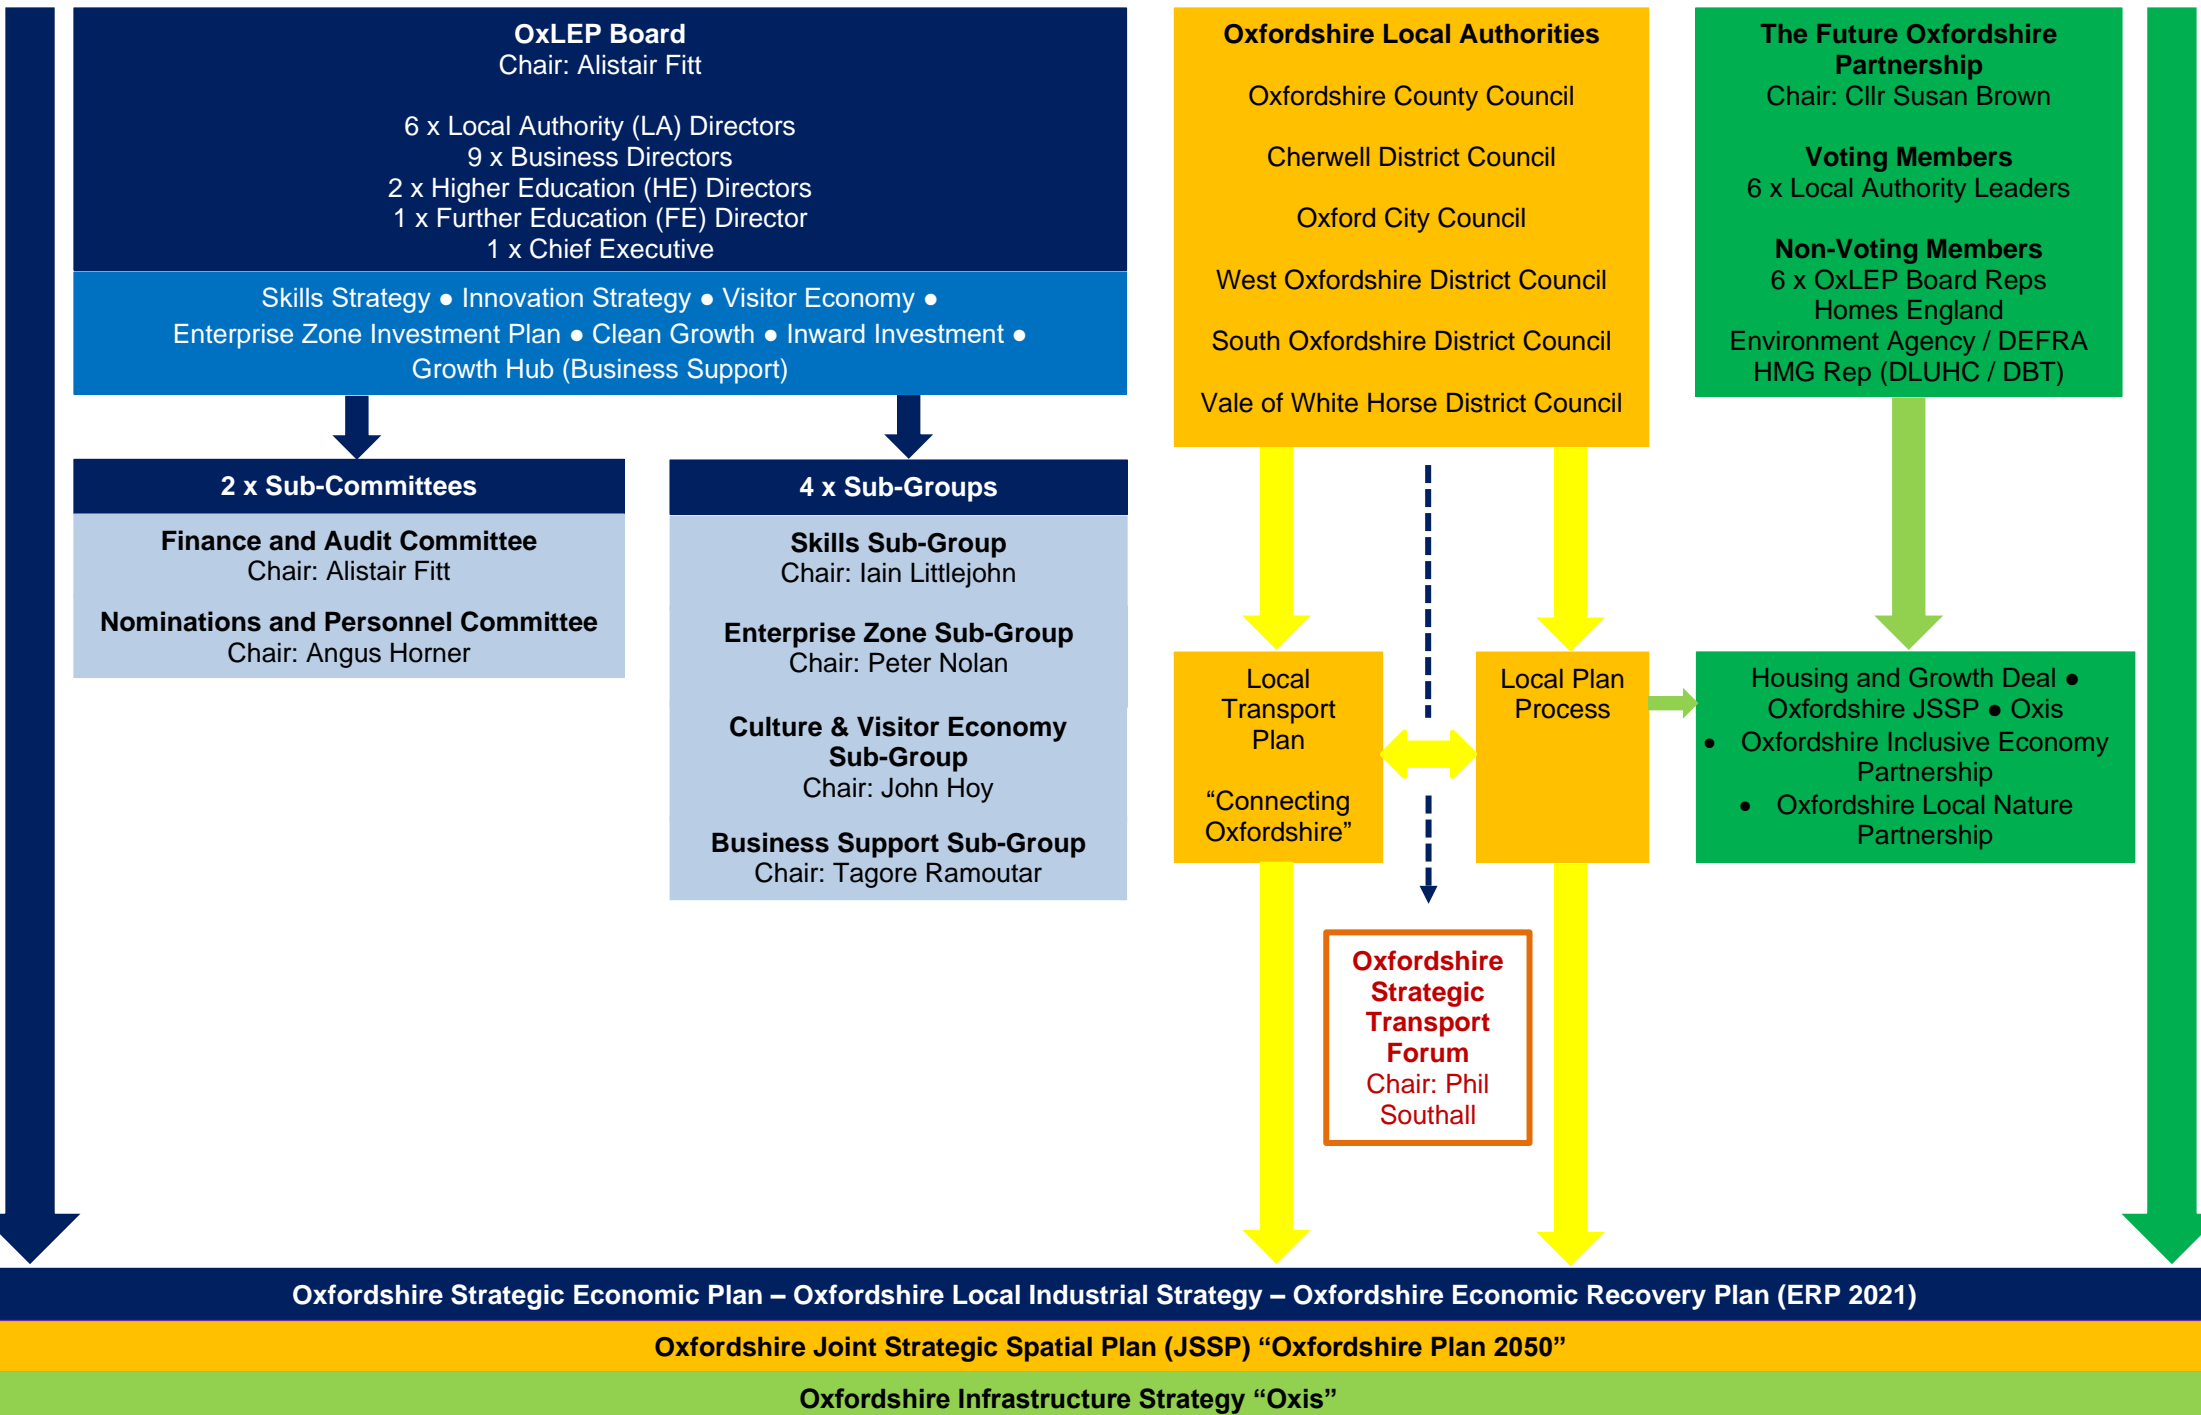 OxLEP Board
Chair: Alistair Fitt
6 x Local Authority (LA) Directors
9 x Business Directors
2 x Higher Education (HE) Directors
1 x Further Education (FE) Director
1 x Chief Executive
Skills Strategy ● Innovation Strategy ● Visitor Economy ●
Enterprise Zone Investment Plan ● Clean Growth ● Inward Investment ●
Growth Hub (Business Support)
2 x Sub-Committees
Finance and Audit Committee
Chair: Alistair Fitt
Nominations and Personnel Committee
Chair: Angus Horner
4 x Sub-Groups
Skills Sub-Group
Chair: Iain Littlejohn
Enterprise Zone Sub-Group
Chair: Peter Nolan
Culture & Visitor Economy
Sub-Group
Chair: John Hoy
Business Support Sub-Group
Chair: Tagore Ramoutar
Oxfordshire Local Authorities
Oxfordshire County Council
Cherwell District Council
Oxford City Council
West Oxfordshire District Council
South Oxfordshire District Council
Vale of White Horse District Council
Local
Transport
Plan
“Connecting
Oxfordshire”
Local Plan
Process
Oxfordshire
Strategic
Transport
Forum
Chair: Phil
Southall
The Future Oxfordshire
Partnership
Chair: Cllr Susan Brown
Voting Members
6 x Local Authority Leaders
Non-Voting Members
6 x OxLEP Board Reps
Homes England
Environment Agency / DEFRA
HMG Rep (DLUHC / DBT)
Housing and Growth Deal ●
Oxfordshire JSSP ● Oxis
● Oxfordshire Inclusive Economy
Partnership
● Oxfordshire Local Nature
Partnership
Oxfordshire Strategic Economic Plan – Oxfordshire Local Industrial Strategy – Oxfordshire Economic Recovery Plan (ERP 2021)
Oxfordshire Joint Strategic Spatial Plan (JSSP) “Oxfordshire Plan 2050”
Oxfordshire Infrastructure Strategy “Oxis”